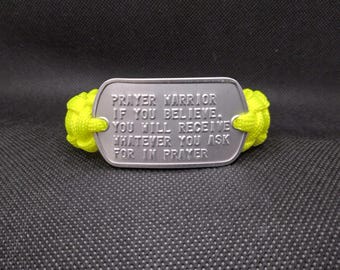 PRAYER WARRIOR
IF YOU BELIEVE.
YOU WILL RECEIVE
WHATEVER YOU ASK
FOR IN PRAYER